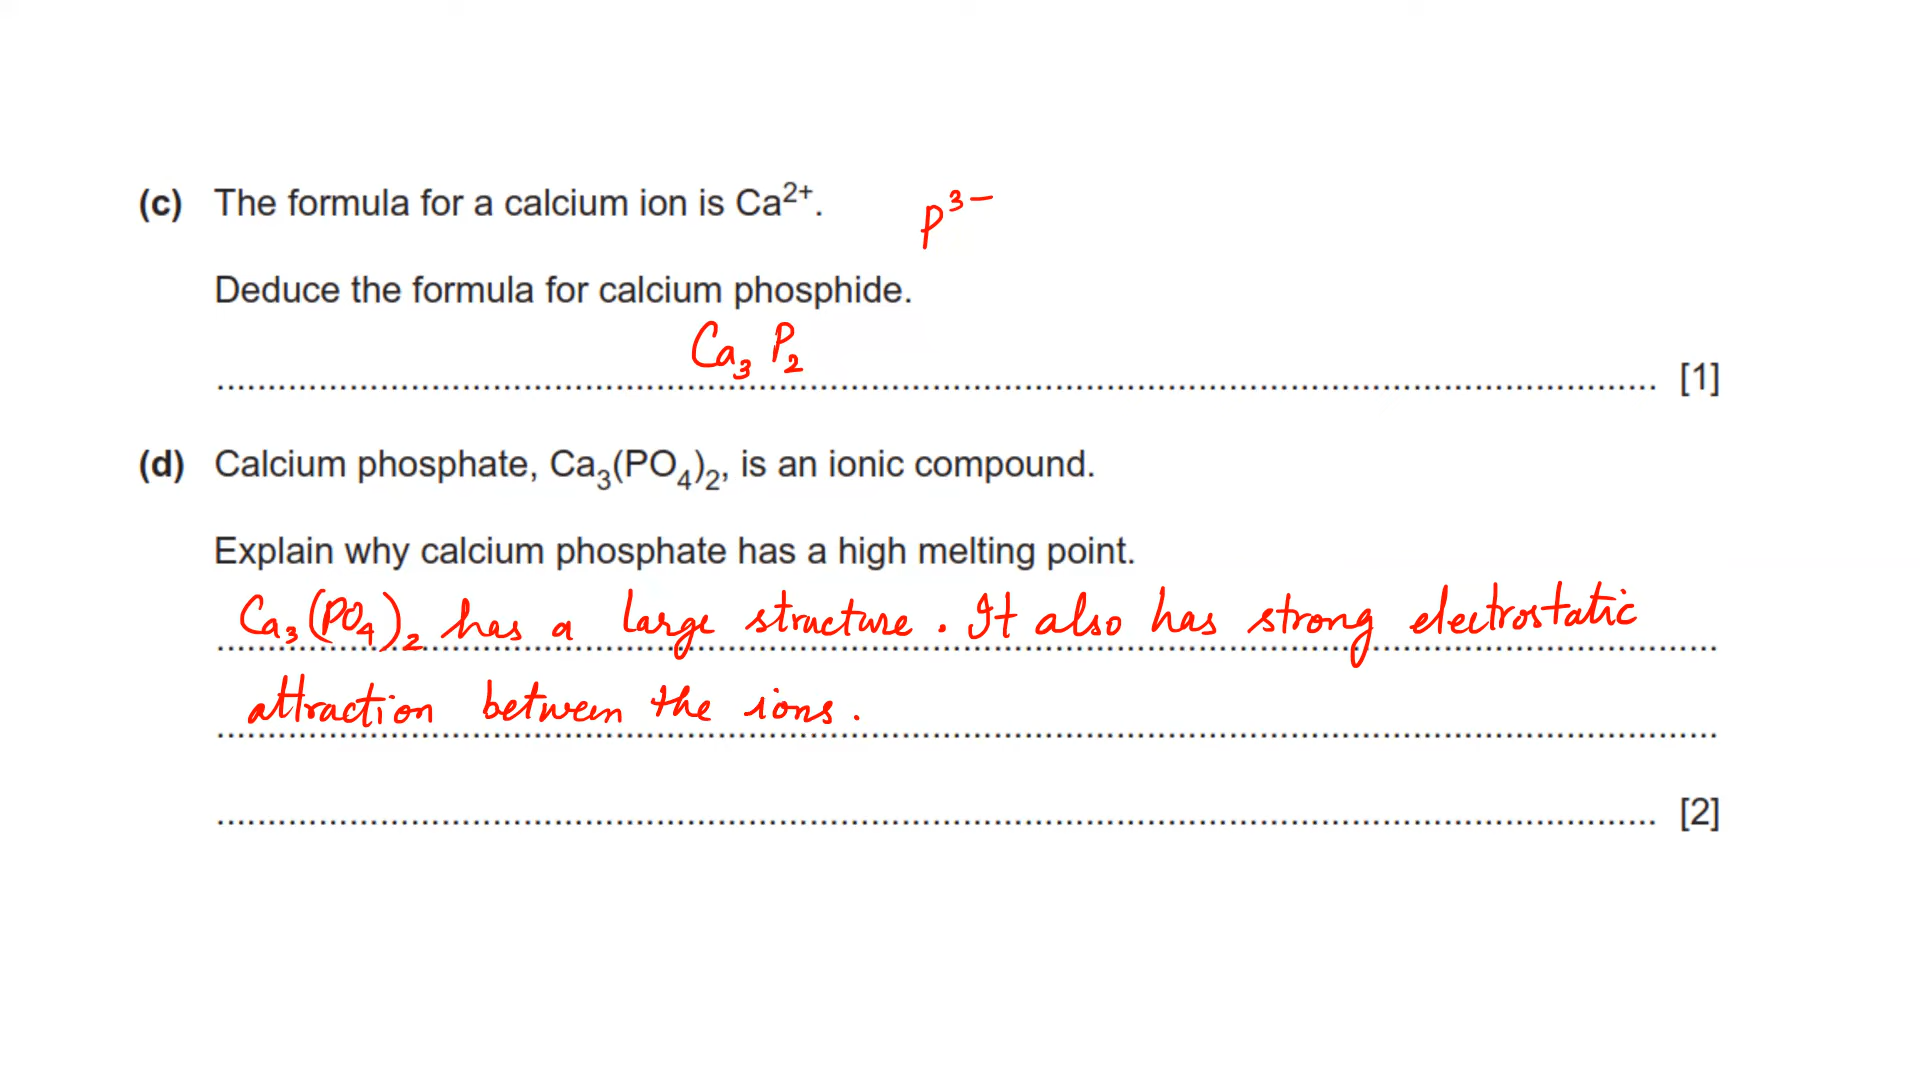 (c) The formula for a calcium ion is Ca²⁺. P³⁻
Deduce the formula for calcium phosphide.
Ca₃P₂
.......... [1]
(d) Calcium phosphate, Ca₃(PO₄)₂, is an ionic compound.
Explain why calcium phosphate has a high melting point.
Ca₃(PO₄)₂ has a large structure. It also has strong electrostatic
attraction between the ions.
.......... [2]